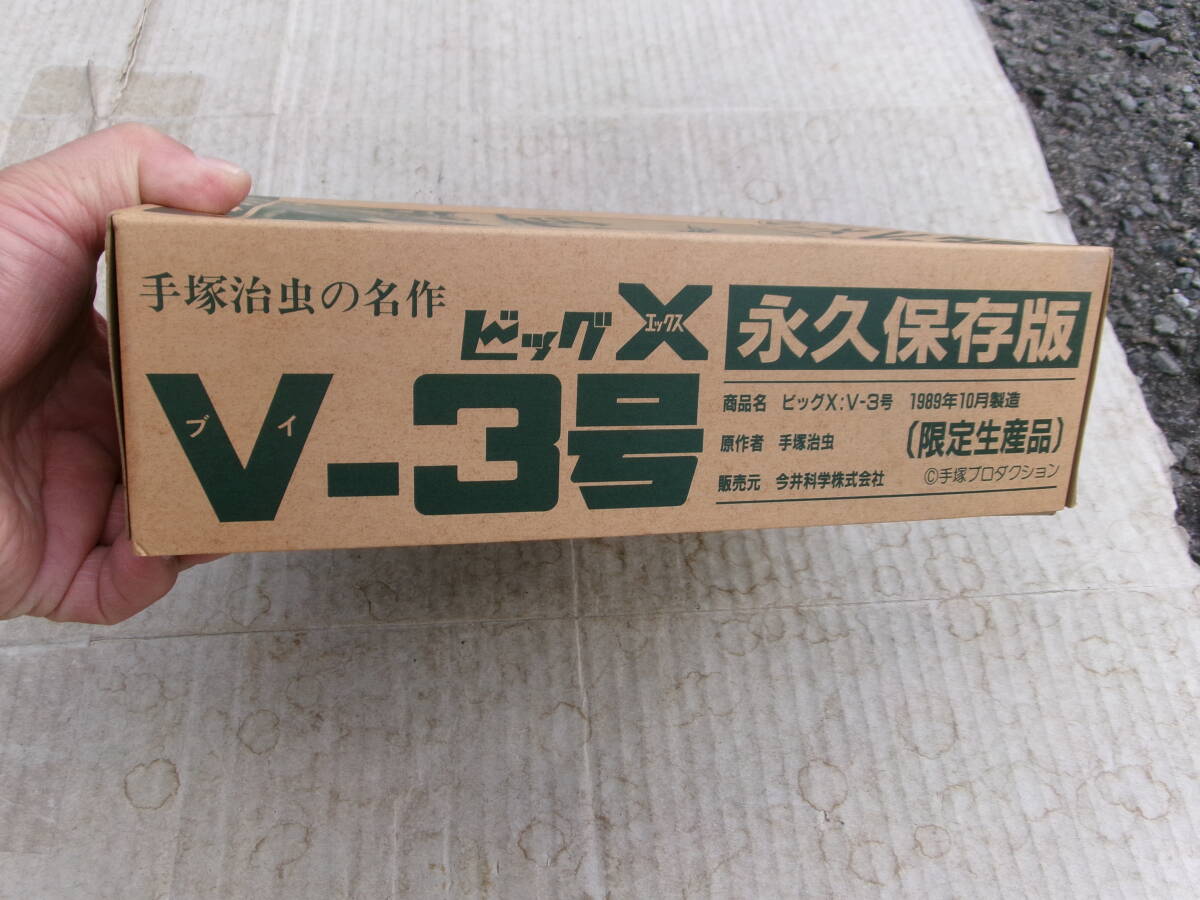 手塚治虫の名作
ビッグX
エックス
V-3号
ブイ
永久保存版
商品名 ビッグX:V-3号 1989年10月製造
原作者 手塚治虫 (限定生産品)
販売元 今井科学株式会社 ©手塚プロダクション